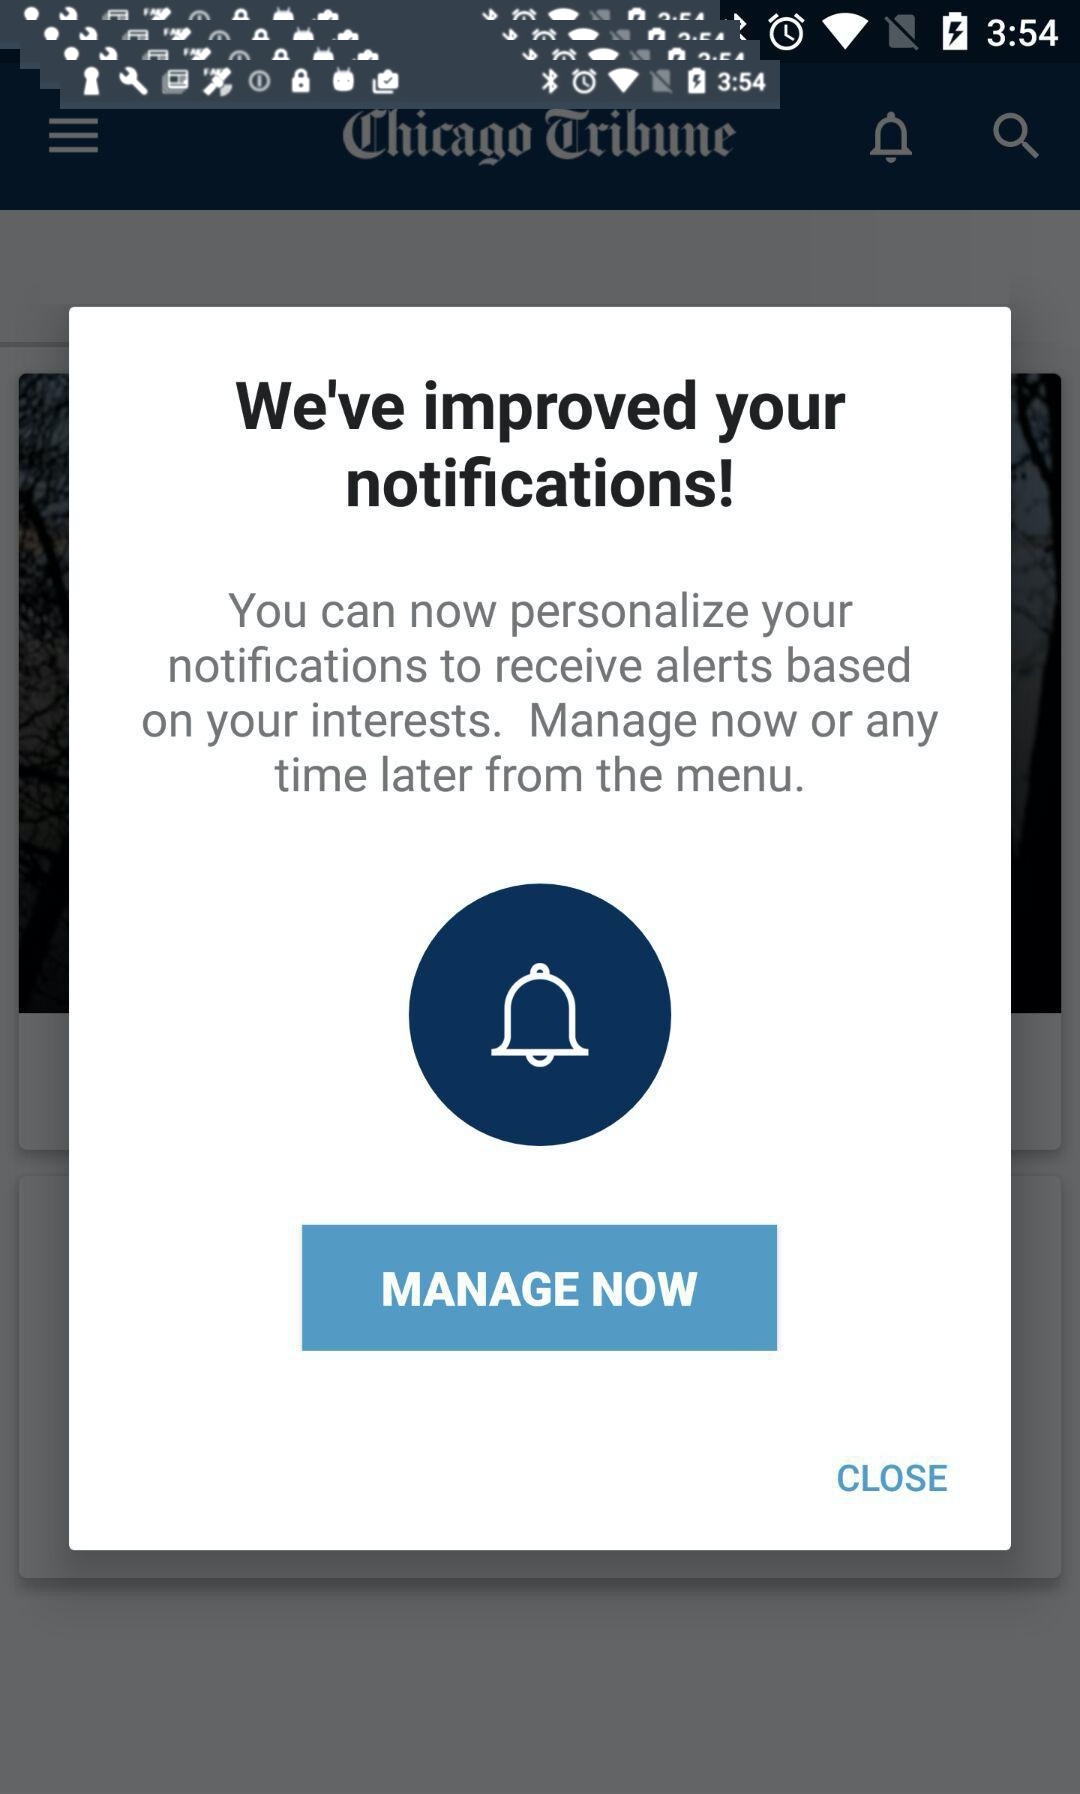 3:54
3:54
Chicago Tribune
We've improved your
notifications!
You can now personalize your
notifications to receive alerts based
on your interests.  Manage now or any
time later from the menu.
MANAGE NOW
CLOSE